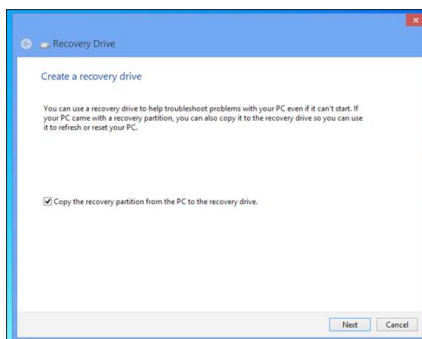 Recovery Drive
Create a recovery drive
You can use a recovery drive to help troubleshoot problems with your PC even if it can't start. If
your PC came with a recovery partition, you can also copy it to the recovery drive so you can use
it to refresh or reset your PC.
Copy the recovery partition from the PC to the recovery drive.
Next Cancel